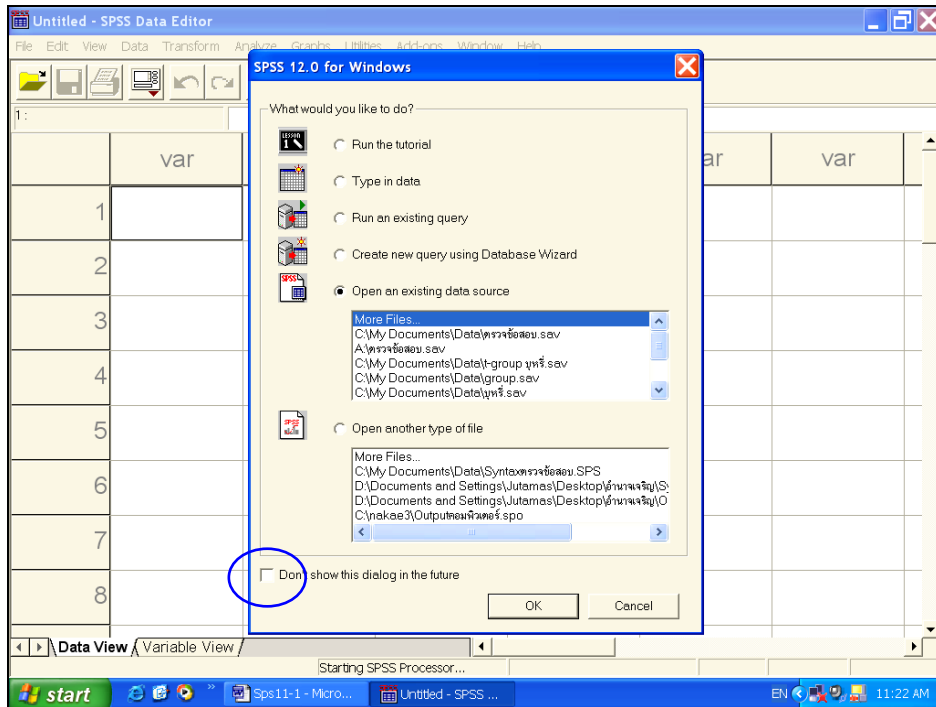 Untitled - SPSS Data Editor
File Edit View Data Transform Analyze Graphs Utilities Add-ons Window Help
SPSS 12.0 for Windows
1 :
What would you like to do?
Run the tutorial
Type in data
Run an existing query
Create new query using Database Wizard
Open an existing data source
More Files...
C:\My Documents\Data\ตรวจข้อสอบ.sav
A:\ตรวจข้อสอบ.sav
C:\My Documents\Data\t-group บุหรี่.sav
C:\My Documents\Data\group.sav
C:\My Documents\Data\บุหรี่.sav
Open another type of file
More Files...
C:\My Documents\Data\Syntaxตรวจข้อสอบ.SPS
D:\Documents and Settings\Jutamas\Desktop\อำนาจเจริญ\Sy
D:\Documents and Settings\Jutamas\Desktop\อำนาจเจริญ\O
C:\nakae3\Outputคอมพิวเตอร์.spo
Don't show this dialog in the future
OK Cancel
var ar var
1
2
3
4
5
6
7
8
Data View Variable View
Starting SPSS Processor...
start Sps11-1 - Micro... Untitled - SPSS ... EN 11:22 AM